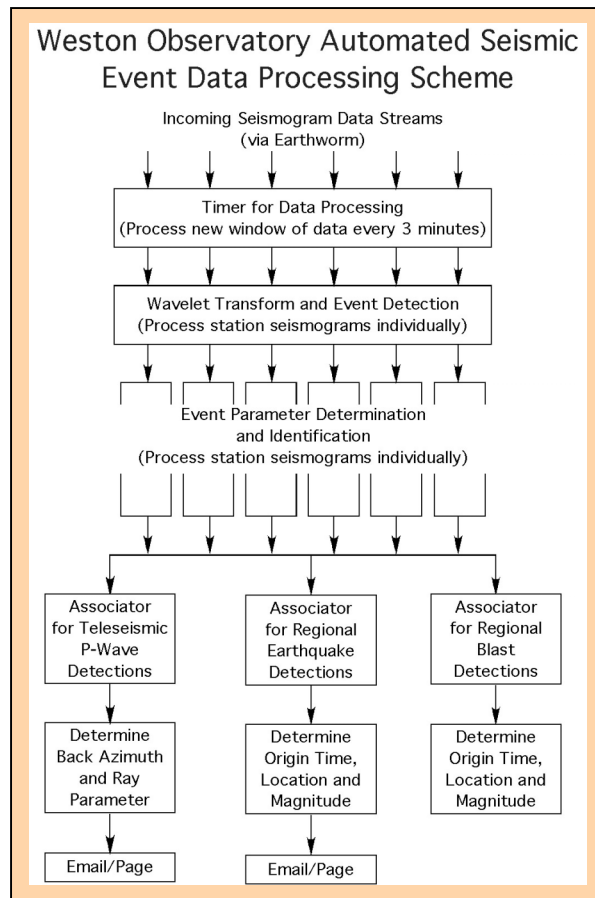 Weston Observatory Automated Seismic
Event Data Processing Scheme
Incoming Seismogram Data Streams
(via Earthworm)
Timer for Data Processing
(Process new window of data every 3 minutes)
Wavelet Transform and Event Detection
(Process station seismograms individually)
Event Parameter Determination
and Identification
(Process station seismograms individually)
Associator
for Teleseismic
P-Wave
Detections
Associator
for Regional
Earthquake
Detections
Associator
for Regional
Blast
Detections
Determine
Back Azimuth
and Ray
Parameter
Determine
Origin Time,
Location and
Magnitude
Determine
Origin Time,
Location and
Magnitude
Email/Page
Email/Page